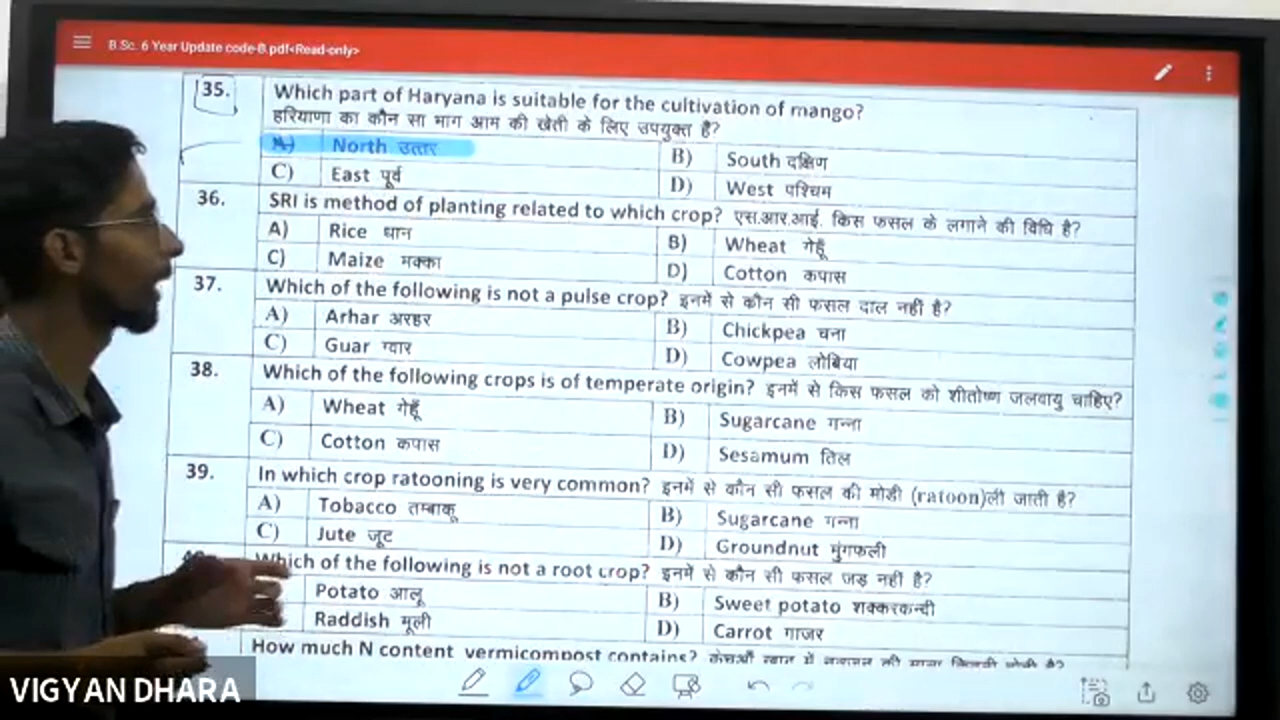 B.Sc. 6 Year Update code-B.pdf<Read-only>
35. Which part of Haryana is suitable for the cultivation of mango?
हरियाणा का कौन सा भाग आम की खेती के लिए उपयुक्त है?
A) North उत्तर B) South दक्षिण
C) East पूर्व D) West पश्चिम
36. SRI is method of planting related to which crop? एस.आर.आई. किस फसल के लगाने की विधि है?
A) Rice धान B) Wheat गेहूँ
C) Maize मक्का D) Cotton कपास
37. Which of the following is not a pulse crop? इनमें से कौन सी फसल दाल नहीं है?
A) Arhar अरहर B) Chickpea चना
C) Guar ग्वार D) Cowpea लोबिया
38. Which of the following crops is of temperate origin? इनमें से किस फसल को शीतोष्ण जलवायु चाहिए?
A) Wheat गेहूँ B) Sugarcane गन्ना
C) Cotton कपास D) Sesamum तिल
39. In which crop ratooning is very common? इनमें से कौन सी फसल की मोडी (ratoon)ली जाती है?
A) Tobacco तम्बाकू B) Sugarcane गन्ना
C) Jute जूट D) Groundnut मुंगफली
Which of the following is not a root crop? इनमें से कौन सी फसल जड़ नहीं है?
Potato आलू B) Sweet potato शक्करकन्दी
Raddish मूली D) Carrot गाजर
How much N content vermicompost contains?
VIGYAN DHARA